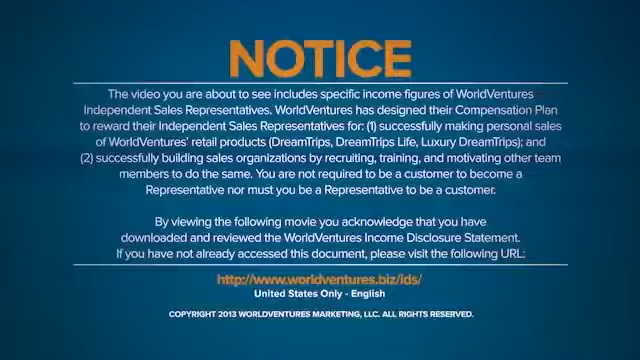 NOTICE
The video you are about to see includes specific income figures of WorldVentures
Independent Sales Representatives. WorldVentures has designed their Compensation Plan
to reward their Independent Sales Representatives for: (1) successfully making personal sales
of WorldVentures' retail products (DreamTrips, DreamTrips Life, Luxury DreamTrips); and
(2) successfully building sales organizations by recruiting, training, and motivating other team
members to do the same. You are not required to be a customer to become a
Representative nor must you be a Representative to be a customer.
By viewing the following movie you acknowledge that you have
downloaded and reviewed the WorldVentures Income Disclosure Statement.
If you have not already accessed this document, please visit the following URL:
http://www.worldventures.biz/ids/
United States Only - English
COPYRIGHT 2013 WORLDVENTURES MARKETING, LLC. ALL RIGHTS RESERVED.